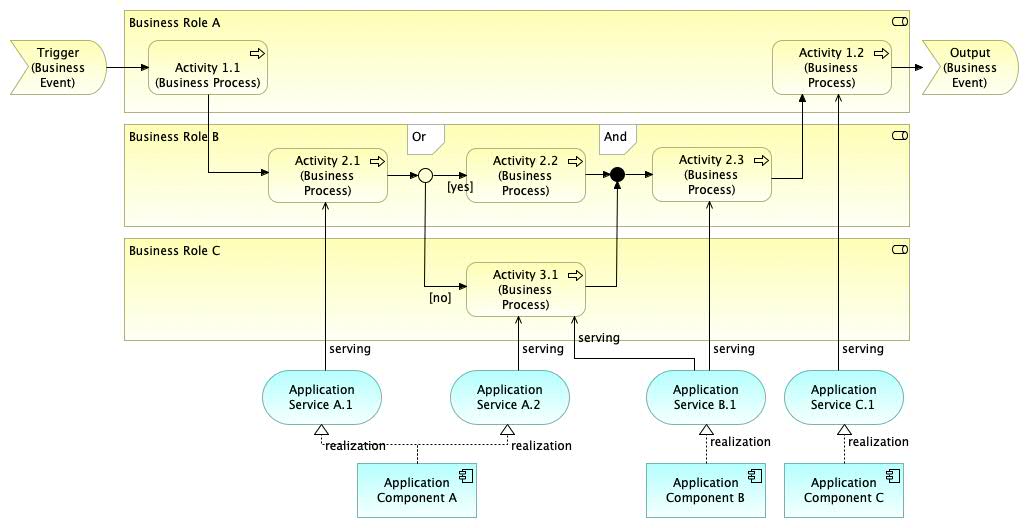 Business Role A
Trigger
(Business
Event)
Activity 1.1
(Business Process)
Activity 1.2
(Business
Process)
Output
(Business
Event)
Business Role B
Or
And
Activity 2.1
(Business
Process)
[yes]
Activity 2.2
(Business
Process)
Activity 2.3
(Business
Process)
Business Role C
Activity 3.1
(Business
Process)
[no]
serving
serving
serving
serving
serving
Application
Service A.1
Application
Service A.2
Application
Service B.1
Application
Service C.1
realization
realization
realization
realization
Application
Component A
Application
Component B
Application
Component C